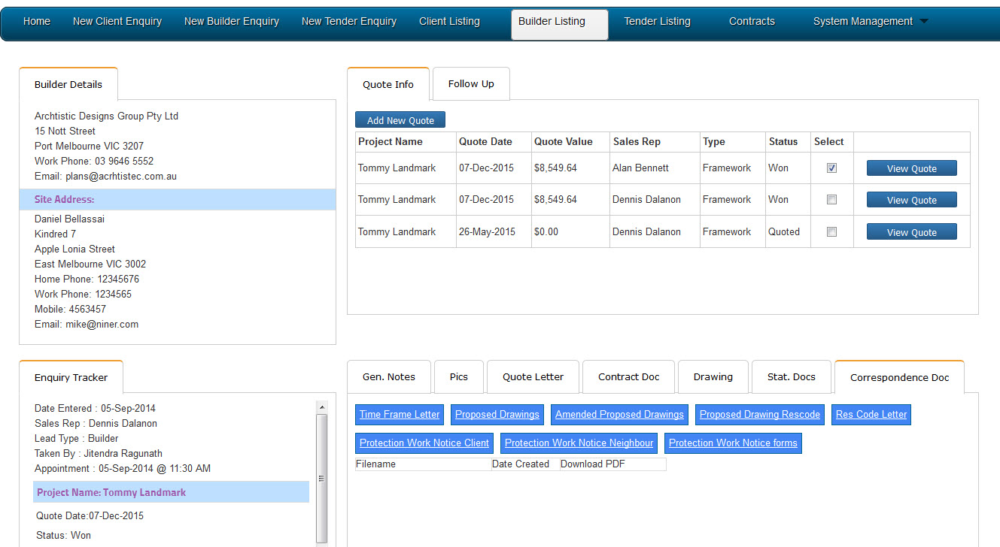 Home New Client Enquiry New Builder Enquiry New Tender Enquiry Client Listing Builder Listing Tender Listing Contracts System Management
Builder Details
Archtistic Designs Group Pty Ltd
15 Nott Street
Port Melbourne VIC 3207
Work Phone: 03 9646 5552
Email: plans@acrhtistec.com.au
Site Address:
Daniel Bellassai
Kindred 7
Apple Lonia Street
East Melbourne VIC 3002
Home Phone: 12345676
Work Phone: 1234565
Mobile: 4563457
Email: mike@niner.com
Quote Info Follow Up
Add New Quote
Project Name Quote Date Quote Value Sales Rep Type Status Select
Tommy Landmark 07-Dec-2015 $8,549.64 Alan Bennett Framework Won View Quote
Tommy Landmark 07-Dec-2015 $8,549.64 Dennis Dalanon Framework Won View Quote
Tommy Landmark 26-May-2015 $0.00 Dennis Dalanon Framework Quoted View Quote
Enquiry Tracker
Date Entered : 05-Sep-2014
Sales Rep : Dennis Dalanon
Lead Type : Builder
Taken By : Jitendra Ragunath
Appointment : 05-Sep-2014 @ 11:30 AM
Project Name: Tommy Landmark
Quote Date:07-Dec-2015
Status: Won
Gen. Notes Pics Quote Letter Contract Doc Drawing Stat. Docs Correspondence Doc
Time Frame Letter Proposed Drawings Amended Proposed Drawings Proposed Drawing Rescode Res Code Letter
Protection Work Notice Client Protection Work Notice Neighbour Protection Work Notice forms
Filename Date Created Download PDF